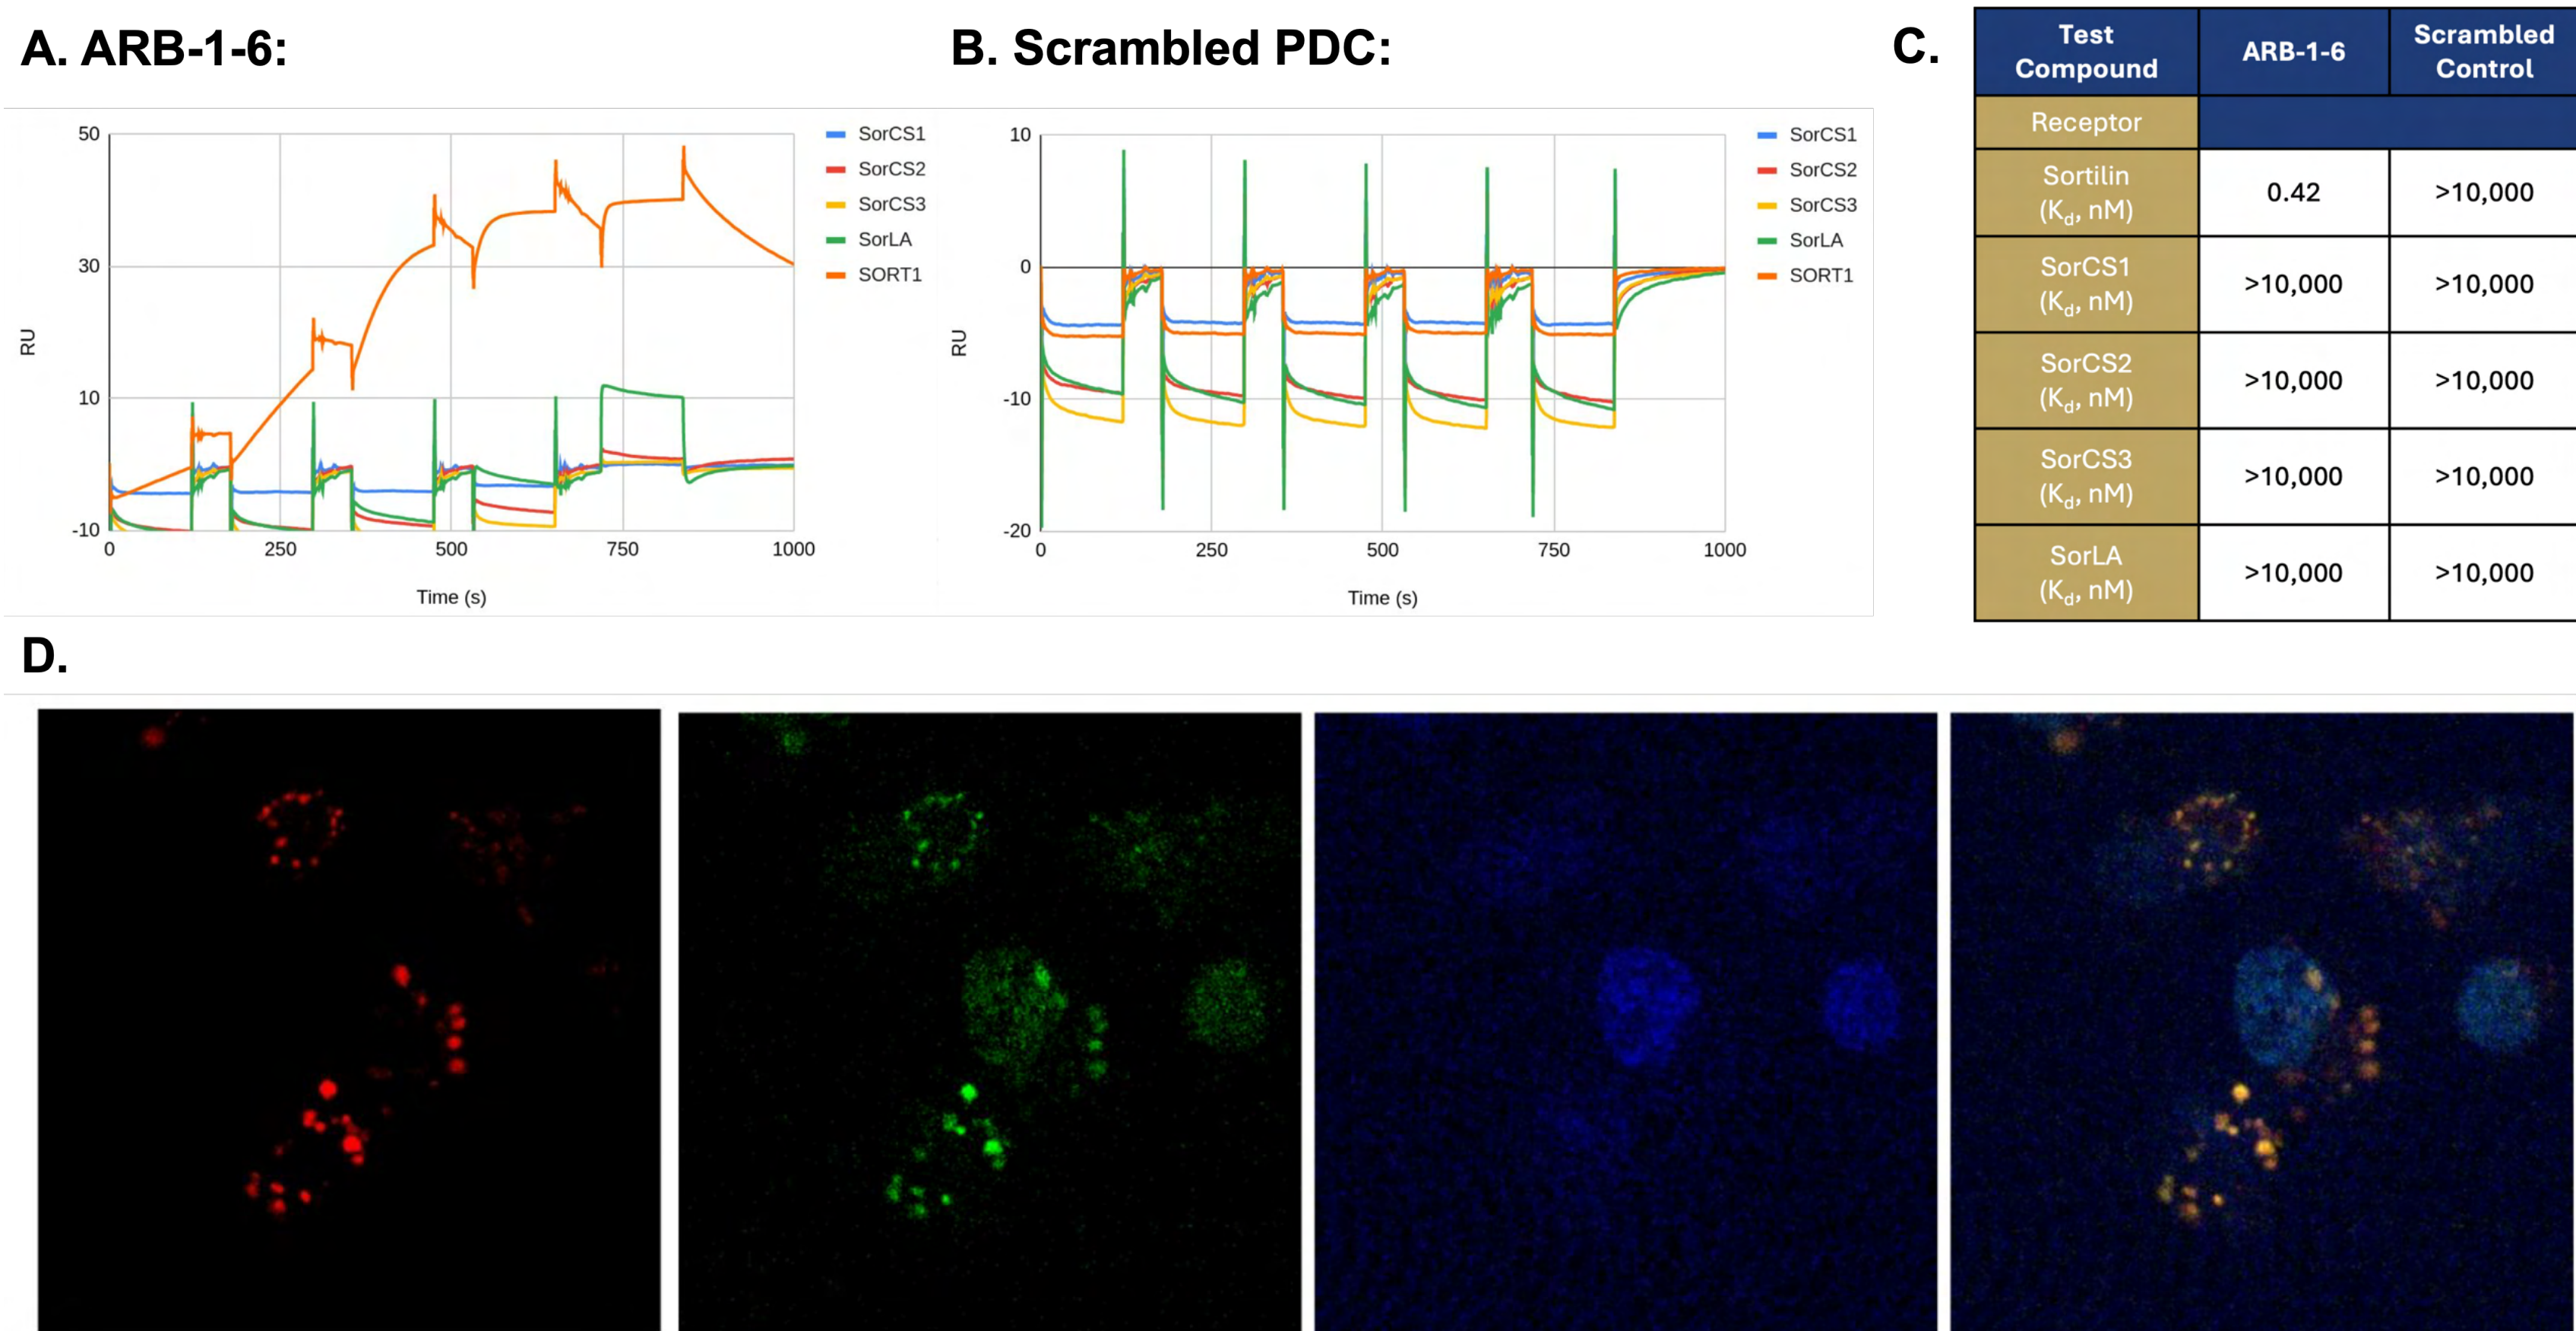 A. ARB-1-6:
50
30
10
-10
0
250
500
750
1000
RU
Time (s)
SorCS1
SorCS2
SorCS3
SorLA
SORT1
B. Scrambled PDC:
10
0
-10
-20
0
250
500
750
1000
RU
Time (s)
SorCS1
SorCS2
SorCS3
SorLA
SORT1
C.
Test
Compound
ARB-1-6
Scrambled
Control
Receptor
Sortilin
(Kd, nM)
0.42
>10,000
SorCS1
(Kd, nM)
>10,000
>10,000
SorCS2
(Kd, nM)
>10,000
>10,000
SorCS3
(Kd, nM)
>10,000
>10,000
SorLA
(Kd, nM)
>10,000
>10,000
D.